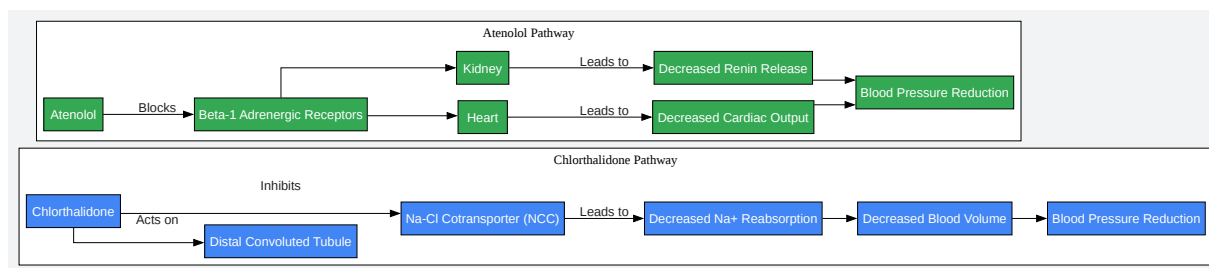 Atenolol Pathway
Kidney
Leads to
Decreased Renin Release
Blood Pressure Reduction
Atenolol
Blocks
Beta-1 Adrenergic Receptors
Heart
Leads to
Decreased Cardiac Output
Chlorthalidone Pathway
Inhibits
Chlorthalidone
Acts on
Na-Cl Cotransporter (NCC)
Leads to
Decreased Na+ Reabsorption
Decreased Blood Volume
Blood Pressure Reduction
Distal Convoluted Tubule